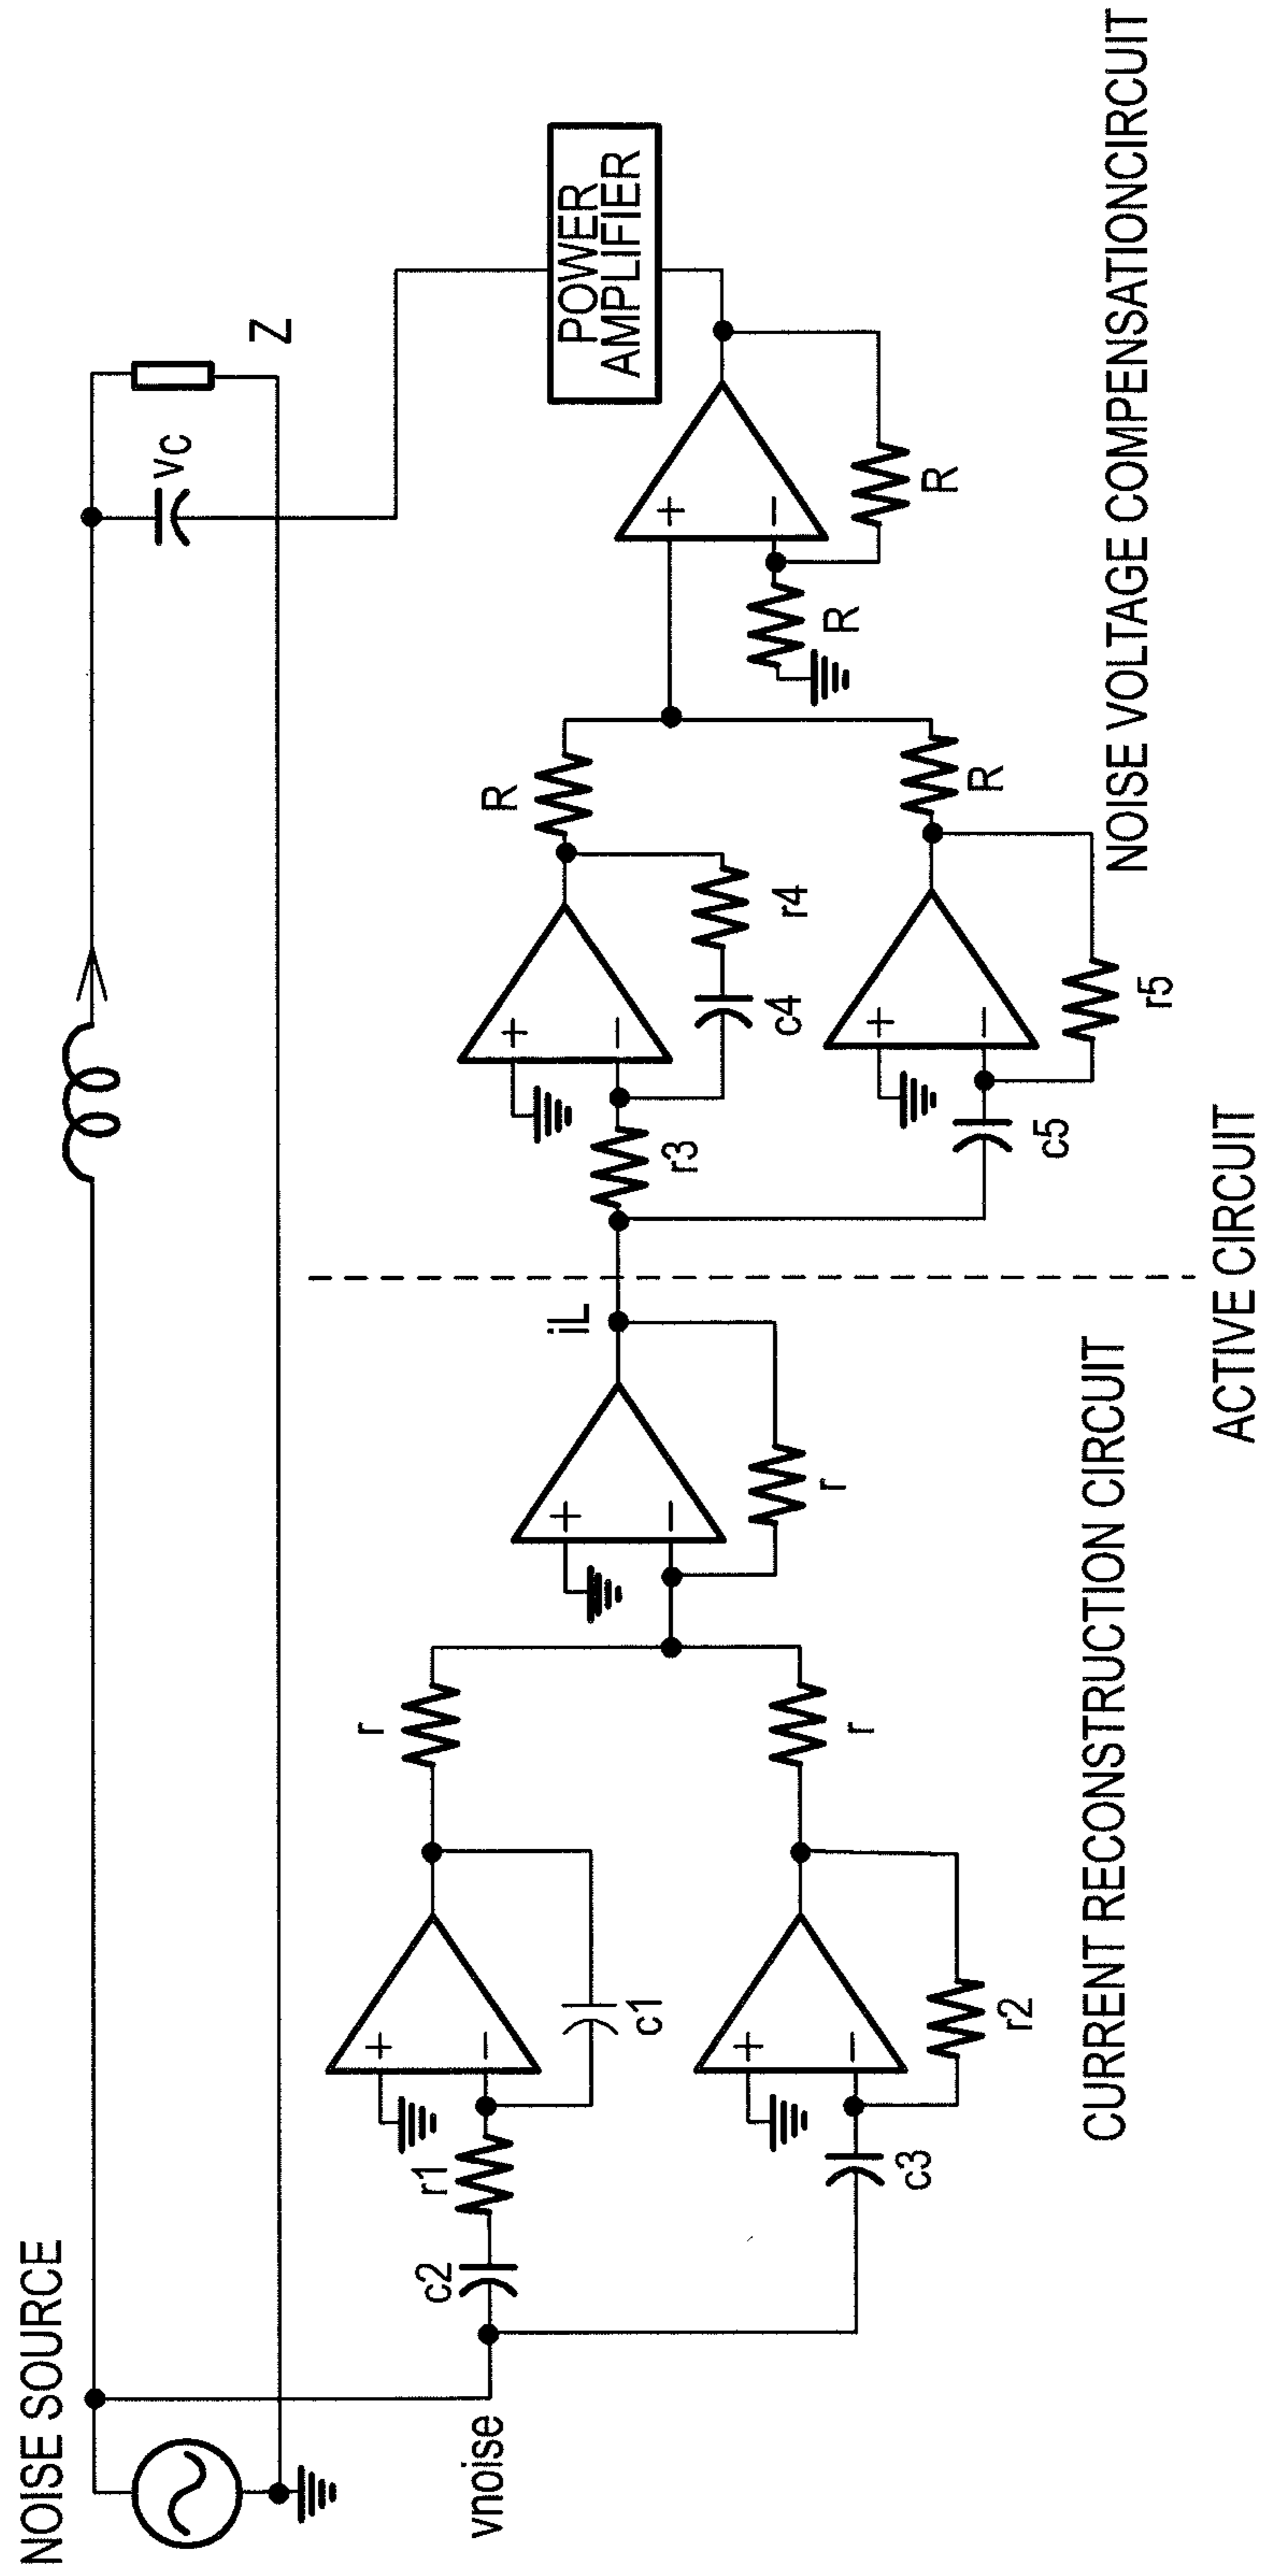 NOISE SOURCE
Z
vc
POWER
AMPLIFIER
vnoise
c2
r1
+
−
c1
r
c3
+
−
r2
r
+
−
r
iL
r3
+
−
c4
r4
R
c5
+
−
r5
R
+
−
R
R
CURRENT RECONSTRUCTION CIRCUIT
NOISE VOLTAGE COMPENSATIONCIRCUIT
ACTIVE CIRCUIT